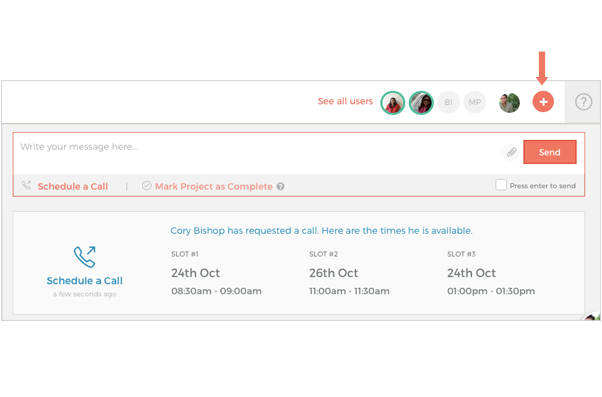 See all users
BI
MP
+
?
Write your message here...
Send
Schedule a Call
Mark Project as Complete ?
Press enter to send
Cory Bishop has requested a call. Here are the times he is available.
SLOT #1 SLOT #2 SLOT #3
Schedule a Call
24th Oct 26th Oct 24th Oct
a few seconds ago
08:30am - 09:00am 11:00am - 11:30am 01:00pm - 01:30pm